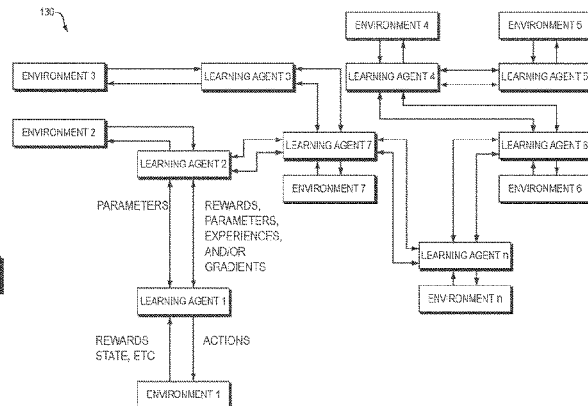 130
ENVIRONMENT 4
ENVIRONMENT 5
ENVIRONMENT 3
LEARNING AGENT 3
LEARNING AGENT 4
LEARNING AGENT 5
ENVIRONMENT 2
LEARNING AGENT 2
LEARNING AGENT 7
LEARNING AGENT 6
ENVIRONMENT 7
ENVIRONMENT 6
PARAMETERS
REWARDS,
PARAMETERS,
EXPERIENCES,
AND/OR
GRADIENTS
LEARNING AGENT n
LEARNING AGENT 1
ENVIRONMENT n
REWARDS
STATE, ETC
ACTIONS
ENVIRONMENT 1